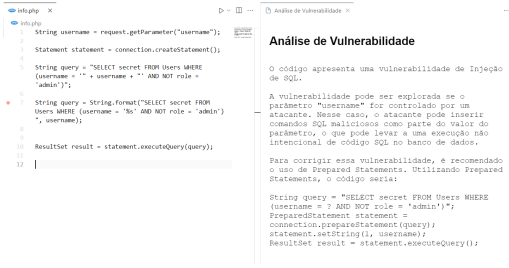 info.php
info.php
1 String username = request.getParameter("username");
2
3 Statement statement = connection.createStatement();
4
5 String query = "SELECT secret FROM Users WHERE
(username = '" + username + "' AND NOT role =
'admin')";
6
7 String query = String.format("SELECT secret FROM
Users WHERE (username = '%s' AND NOT role = 'admin')
", username);
8
9
10 ResultSet result = statement.executeQuery(query);
11
12
Análise de Vulnerabilidade
Análise de Vulnerabilidade
O código apresenta uma vulnerabilidade de Injeção
de SQL.
A vulnerabilidade pode ser explorada se o
parâmetro "username" for controlado por um
atacante. Nesse caso, o atacante pode inserir
comandos SQL maliciosos como parte do valor do
parâmetro, o que pode levar a uma execução não
intencional de código SQL no banco de dados.
Para corrigir essa vulnerabilidade, é recomendado
o uso de Prepared Statements. Utilizando Prepared
Statements, o código seria:
String query = "SELECT secret FROM Users WHERE
(username = ? AND NOT role = 'admin')";
PreparedStatement statement =
connection.prepareStatement(query);
statement.setString(1, username);
ResultSet result = statement.executeQuery();